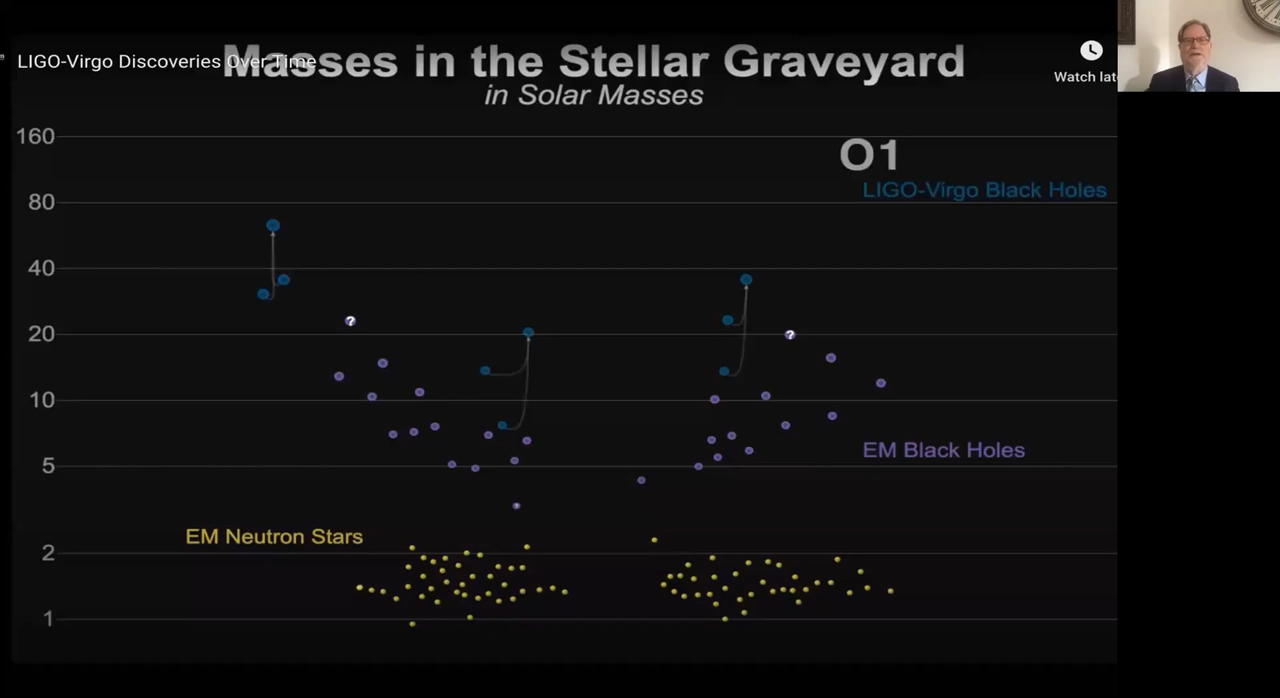 LIGO-Virgo Discoveries Over Time
Masses in the Stellar Graveyard
Watch lat
in Solar Masses
160
O1
LIGO-Virgo Black Holes
80
40
?
20
?
10
EM Black Holes
5
EM Neutron Stars
2
1